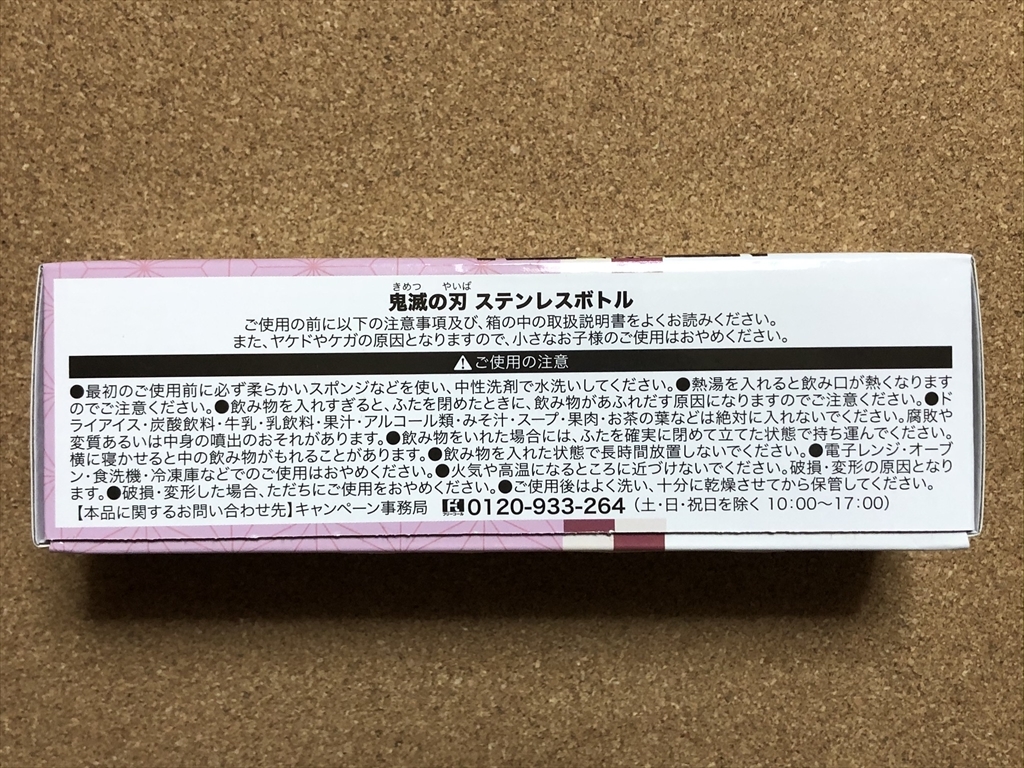 きめつ やいば
鬼滅の刃 ステンレスボトル
ご使用の前に以下の注意事項及び、箱の中の取扱説明書をよくお読みください。
また、ヤケドやケガの原因となりますので、小さなお子様のご使用はおやめください。
ご使用の注意
●最初のご使用前に必ず柔らかいスポンジなどを使い、中性洗剤で水洗いしてください。●熱湯を入れると飲み口が熱くなります
のでご注意ください。●飲み物を入れすぎると、ふたを閉めたときに、飲み物があふれだす原因になりますのでご注意ください。●ド
ライアイス・炭酸飲料・牛乳・乳飲料・果汁・アルコール類・みそ汁・スープ・果肉・お茶の葉などは絶対に入れないでください。腐敗や
変質あるいは中身の噴出のおそれがあります。●飲み物をいれた場合には、ふたを確実に閉めて立てた状態で持ち運んでください。
横に寝かせると中の飲み物がもれることがあります。●飲み物を入れた状態で長時間放置しないでください。●電子レンジ・オーブ
ン・食洗機・冷凍庫などでのご使用はおやめください。●火気や高温になるところに近づけないでください。破損・変形の原因となり
ます。●破損・変形した場合、ただちにご使用をおやめください。●ご使用後はよく洗い、十分に乾燥させてから保管してください。
【本品に関するお問い合わせ先】キャンペーン事務局 フリーコール 0120-933-264（土・日・祝日を除く 10:00〜17:00）